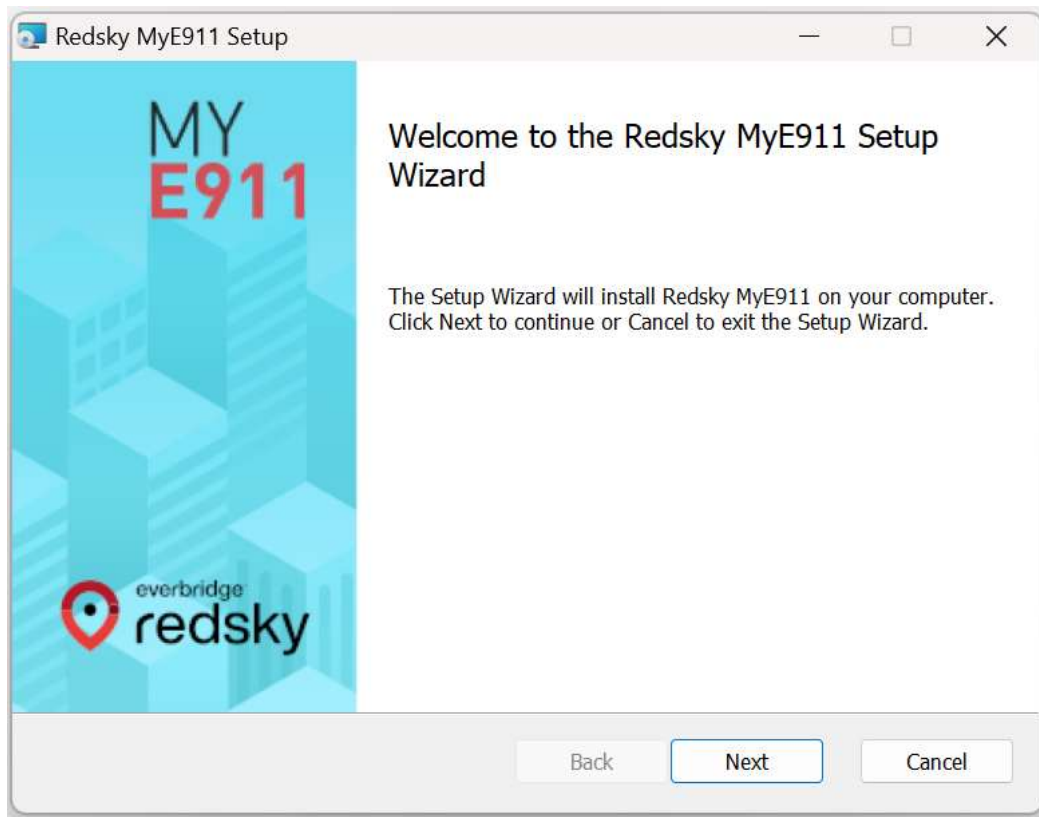 Redsky MyE911 Setup
MY
E911
Welcome to the Redsky MyE911 Setup
Wizard
The Setup Wizard will install Redsky MyE911 on your computer.
Click Next to continue or Cancel to exit the Setup Wizard.
everbridge
redsky
Back
Next
Cancel